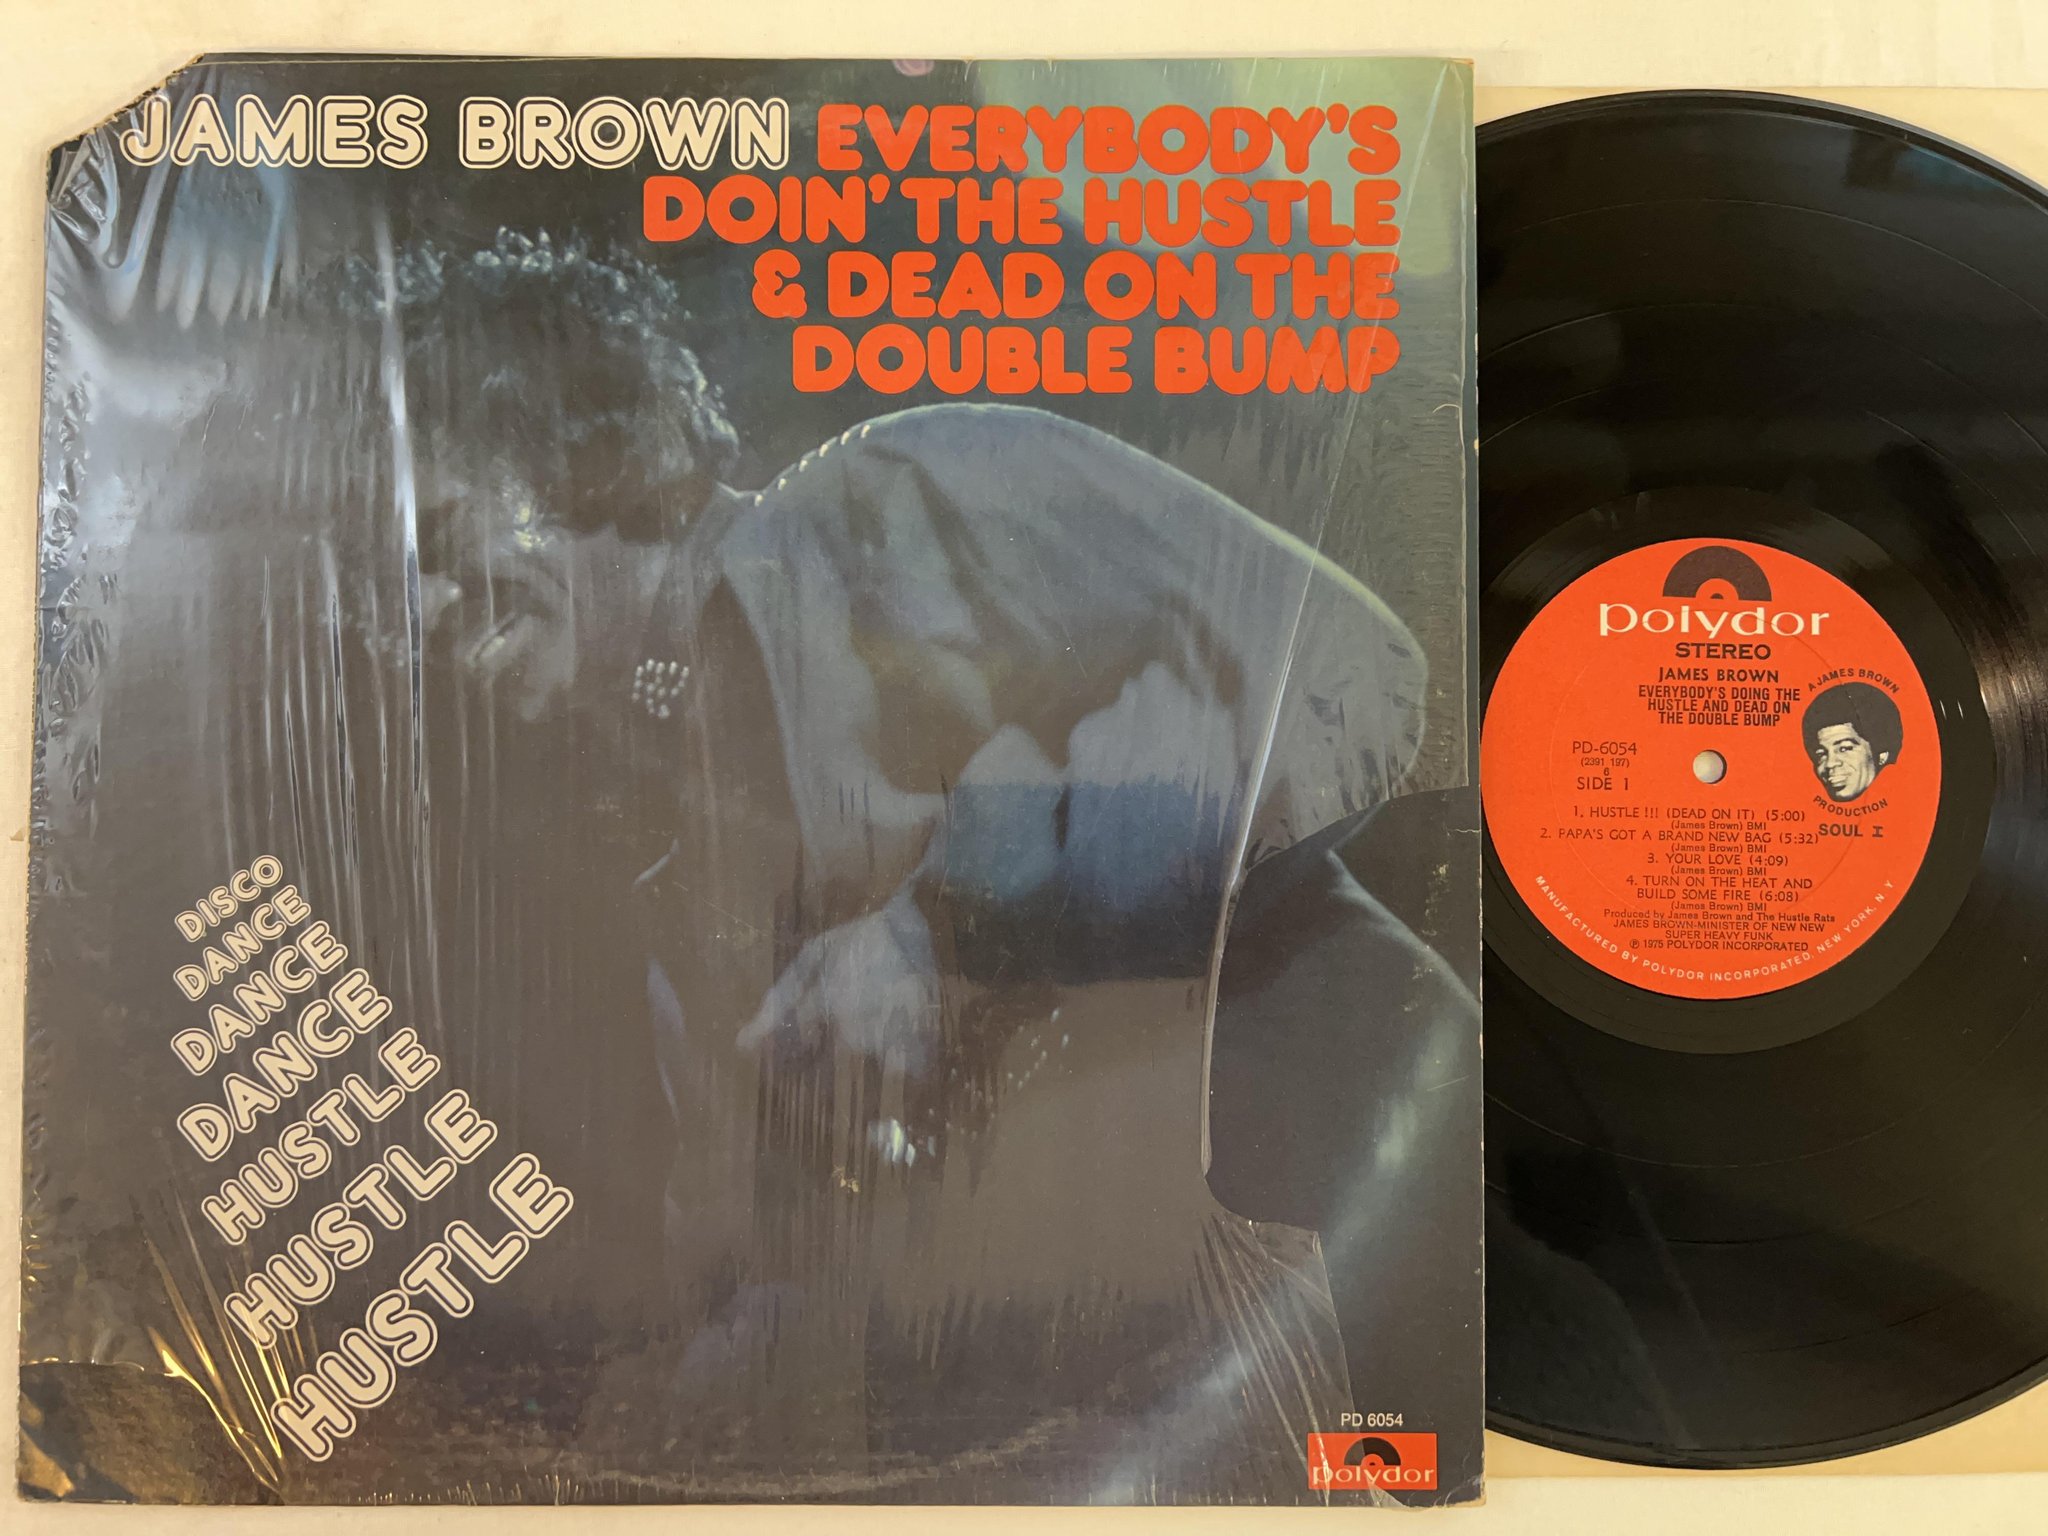 JAMES BROWN EVERYBODY'S
DOIN' THE HUSTLE
& DEAD ON THE
DOUBLE BUMP
DISCO
DANCE
DANCE
DANCE
HUSTLE
HUSTLE
HUSTLE
PD 6054
polydor
polydor
STEREO
JAMES BROWN
EVERYBODY'S DOING THE
HUSTLE AND DEAD ON
THE DOUBLE BUMP
A JAMES BROWN
PRODUCTION
SOUL I
PD-6054
(2391 197)
6
SIDE 1
1. HUSTLE !!! (DEAD ON IT) (5:00)
(James Brown) BMI
2. PAPA'S GOT A BRAND NEW BAG (5:32)
(James Brown) BMI
3. YOUR LOVE (4:09)
(James Brown) BMI
4. TURN ON THE HEAT AND
BUILD SOME FIRE (6:08)
(James Brown) BMI
Produced by James Brown and The Hustle Rats
JAMES BROWN-MINISTER OF NEW NEW
SUPER HEAVY FUNK
℗ 1975 POLYDOR INCORPORATED
MANUFACTURED BY POLYDOR INCORPORATED, NEW YORK, N.Y